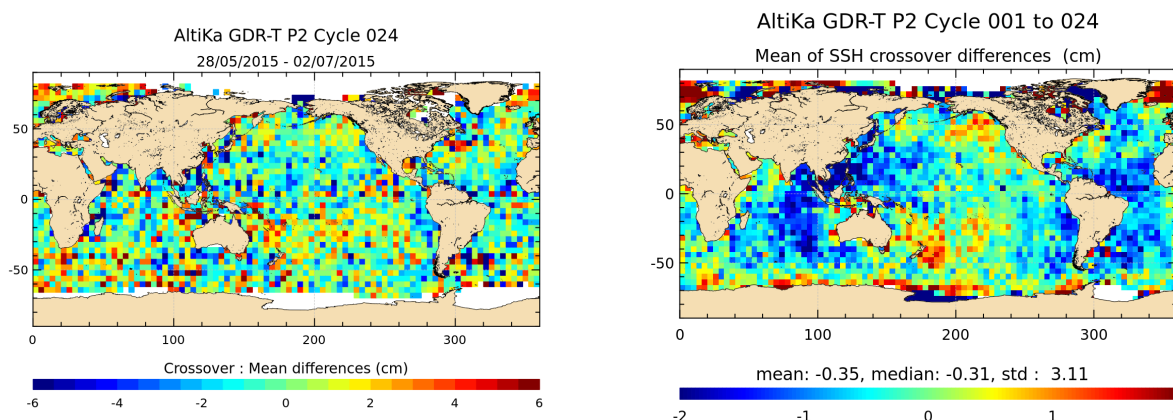 AltiKa GDR-T P2 Cycle 024
28/05/2015 - 02/07/2015
50
0
-50
0 100 200 300
Crossover : Mean differences (cm)
-6 -4 -2 0 2 4 6
AltiKa GDR-T P2 Cycle 001 to 024
Mean of SSH crossover differences (cm)
50
0
-50
0 100 200 300
mean: -0.35, median: -0.31, std : 3.11
-2 -1 0 1